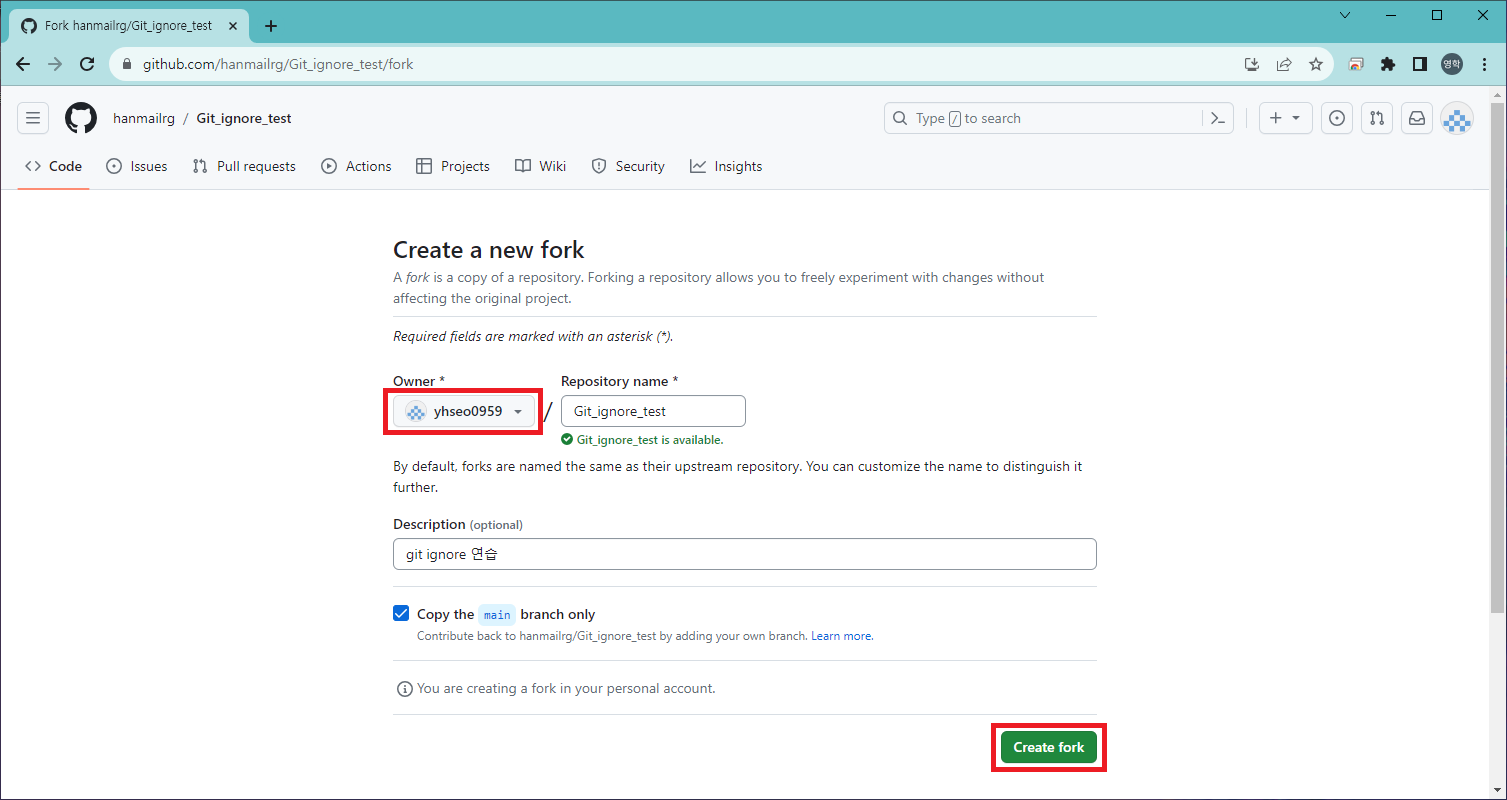 Fork hanmailrg/Git_ignore_test
github.com/hanmailrg/Git_ignore_test/fork
영학
hanmailrg / Git_ignore_test
Type / to search
Code Issues Pull requests Actions Projects Wiki Security Insights
Create a new fork
A fork is a copy of a repository. Forking a repository allows you to freely experiment with changes without
affecting the original project.
Required fields are marked with an asterisk (*).
Owner * Repository name *
yhseo0959 / Git_ignore_test
Git_ignore_test is available.
By default, forks are named the same as their upstream repository. You can customize the name to distinguish it
further.
Description (optional)
git ignore 연습
Copy the main branch only
Contribute back to hanmailrg/Git_ignore_test by adding your own branch. Learn more.
You are creating a fork in your personal account.
Create fork